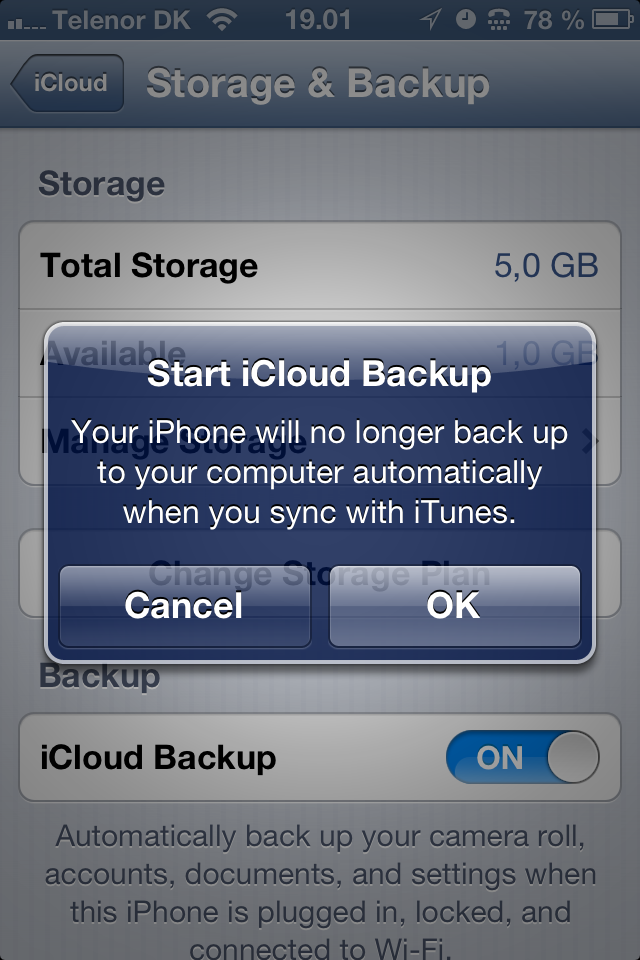 Telenor DK 19.01 78 %
iCloud Storage & Backup
Storage
Total Storage 5,0 GB
Available 1,0 GB
Start iCloud Backup
Manage Storage
Your iPhone will no longer back up
to your computer automatically
when you sync with iTunes.
Change Storage Plan
Cancel OK
Backup
iCloud Backup ON
Automatically back up your camera roll,
accounts, documents, and settings when
this iPhone is plugged in, locked, and
connected to Wi-Fi.